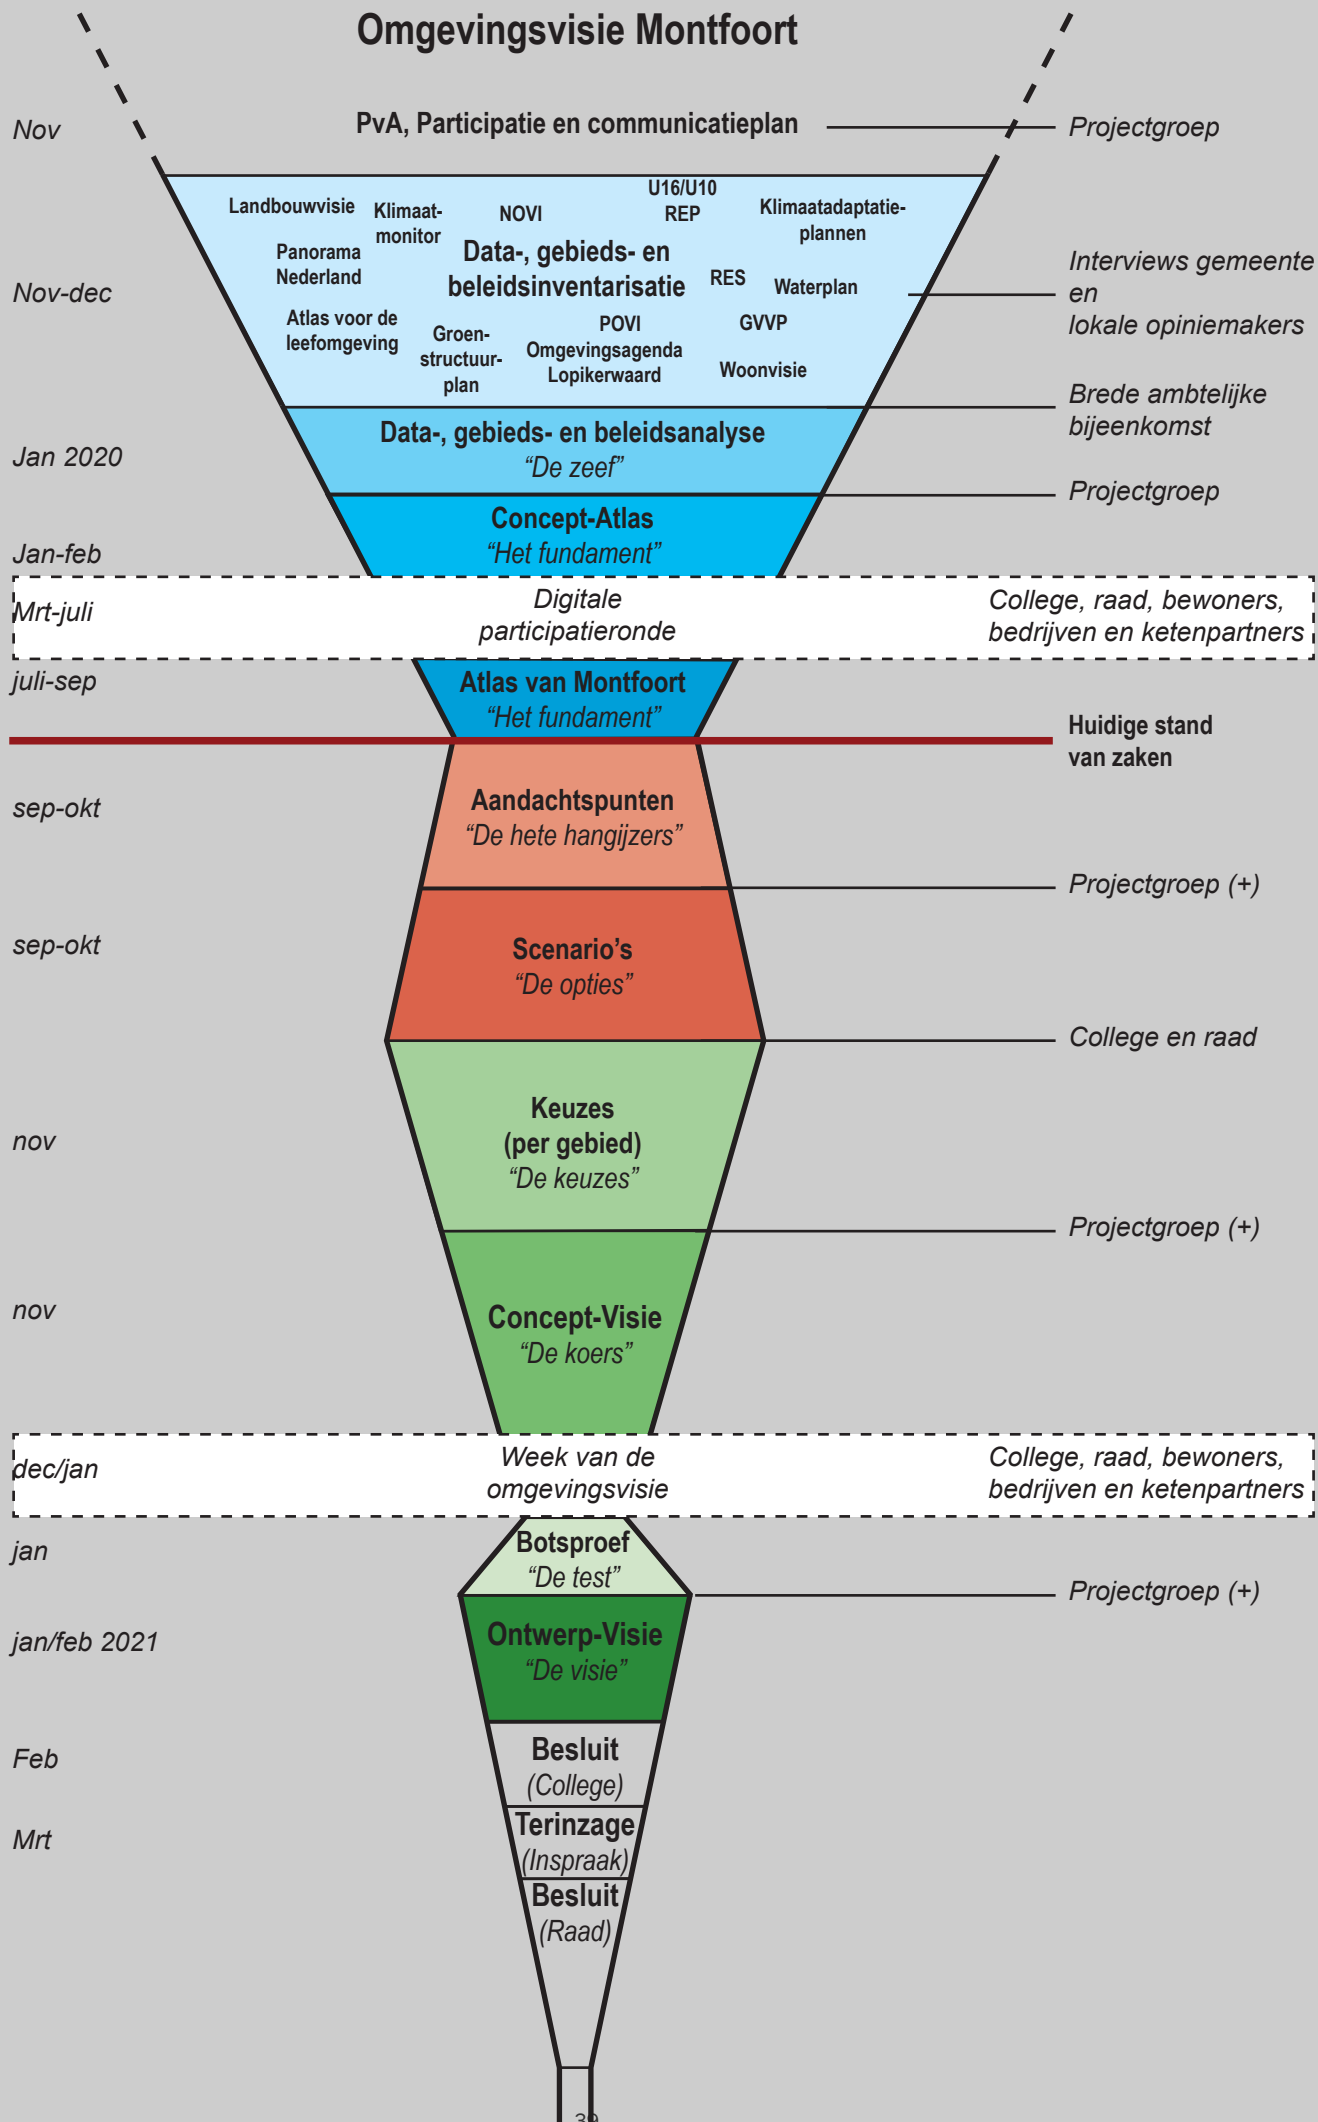 Omgevingsvisie Montfoort
Nov
PvA, Participatie en communicatieplan
Projectgroep
Nov-dec
Landbouwvisie
Klimaat-
monitor
NOVI
U16/U10
REP
Klimaatadaptatie-
plannen
Panorama
Nederland
Data-, gebieds- en
beleidsinventarisatie
RES
Waterplan
Atlas voor de
leefomgeving
Groen-
structuur-
plan
POVI
Omgevingsagenda
Lopikerwaard
GVVP
Woonvisie
Interviews gemeente
en
lokale opiniemakers
Brede ambtelijke
bijeenkomst
Jan 2020
Data-, gebieds- en beleidsanalyse
“De zeef”
Projectgroep
Jan-feb
Concept-Atlas
“Het fundament”
Mrt-juli
Digitale
participatieronde
College, raad, bewoners,
bedrijven en ketenpartners
juli-sep
Atlas van Montfoort
“Het fundament”
Huidige stand
van zaken
sep-okt
Aandachtspunten
“De hete hangijzers”
Projectgroep (+)
sep-okt
Scenario’s
“De opties”
College en raad
nov
Keuzes
(per gebied)
“De keuzes”
Projectgroep (+)
nov
Concept-Visie
“De koers”
dec/jan
Week van de
omgevingsvisie
College, raad, bewoners,
bedrijven en ketenpartners
jan
Botsproef
“De test”
Projectgroep (+)
jan/feb 2021
Ontwerp-Visie
“De visie”
Feb
Besluit
(College)
Mrt
Terinzage
(Inspraak)
Besluit
(Raad)
39